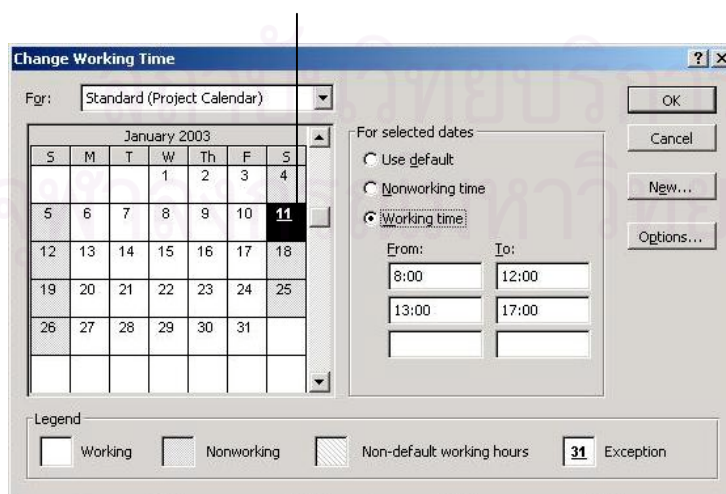 Change Working Time
For: Standard (Project Calendar)
January 2003
S M T W Th F S
1 2 3 4
5 6 7 8 9 10 11
12 13 14 15 16 17 18
19 20 21 22 23 24 25
26 27 28 29 30 31
For selected dates
Use default
Nonworking time
Working time
From: To:
8:00 12:00
13:00 17:00
OK
Cancel
New...
Options...
Legend
Working Nonworking Non-default working hours 31 Exception